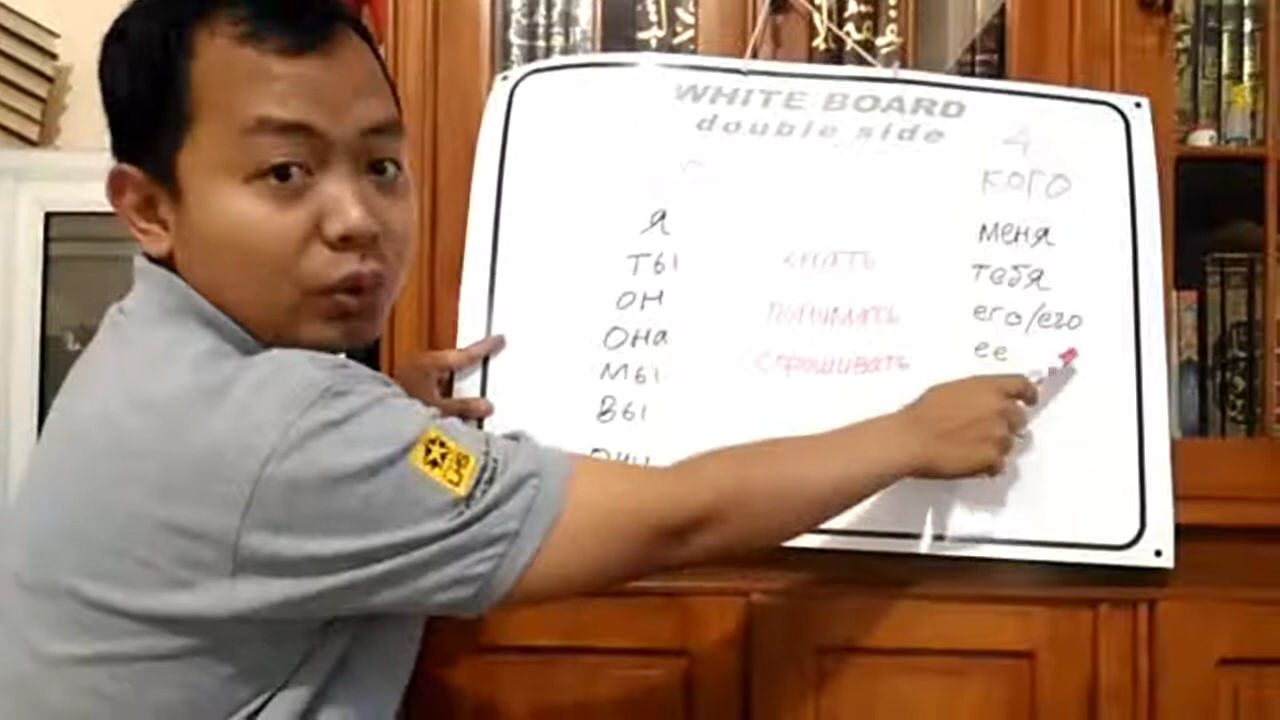 WHITE BOARD
double side
4
кого
я
меня
ты
знать
тебя
он
понимать
его/его
она
спрашивать
ее
мы
вы
они